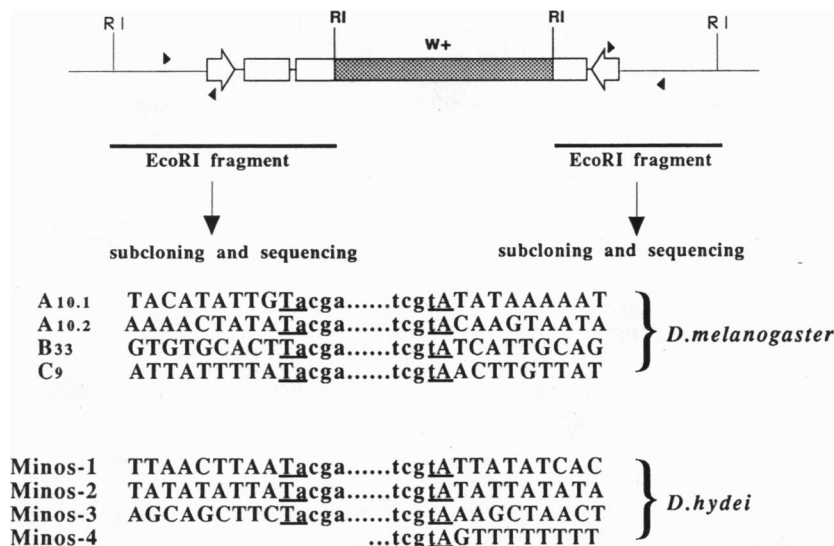 RI RI RI RI
W+
EcoRI fragment EcoRI fragment
subcloning and sequencing subcloning and sequencing
A10.1 TACATATTGTacga......tcgtATATAAAAAT
A10.2 AAAACTATATacga......tcgtACAAGTAATA
B33 GTGTGCACTTacga......tcgtATCATTGCAG
C9 ATTATTTTATacga......tcgtAACTTGTTAT
D.melanogaster
Minos-1 TTAACTTAATacga......tcgtATTATATCAC
Minos-2 TATATATTATacga......tcgtATATTATATA
Minos-3 AGCAGCTTCTacga......tcgtAAAGCTAACT
Minos-4 ...tcgtAGTTTTTTTT
D.hydei